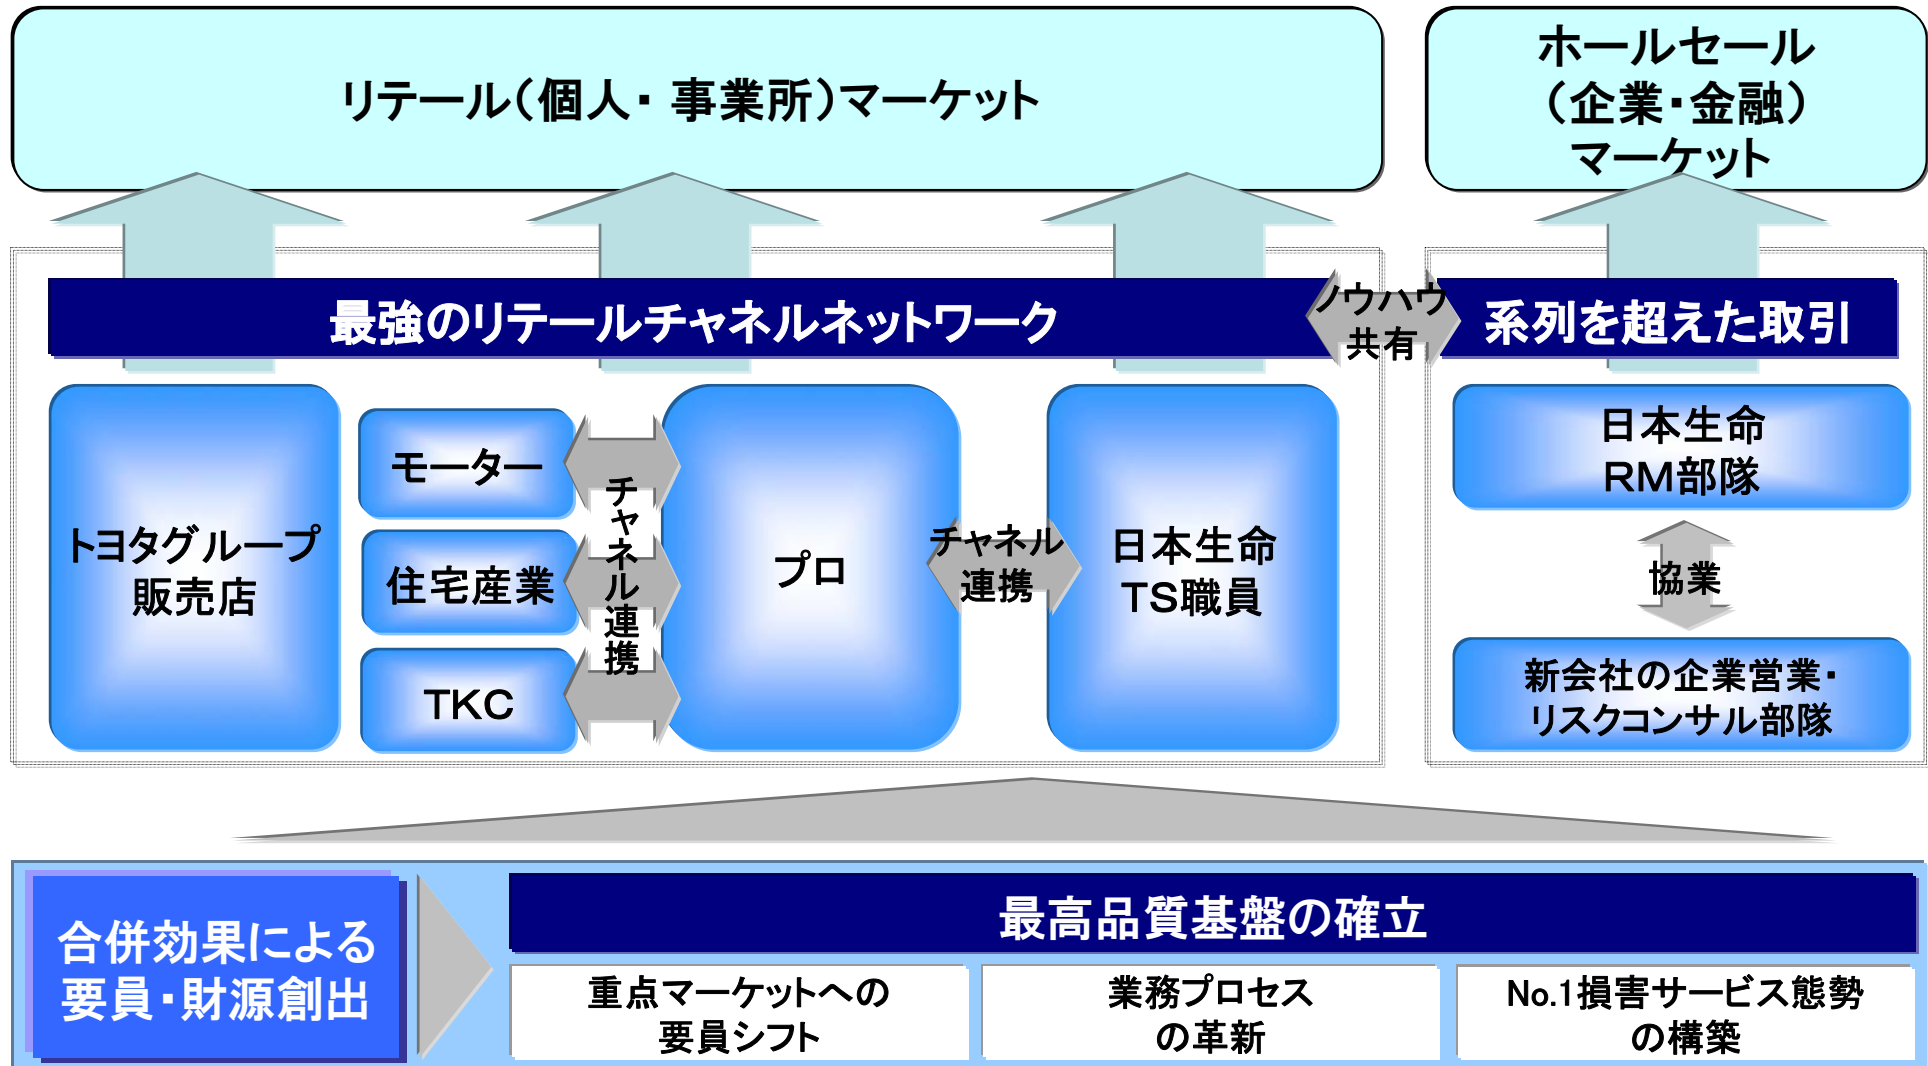 リテール（個人・事業所）マーケット
ホールセール
（企業・金融）
マーケット
最強のリテールチャネルネットワーク
ノウハウ
共有
系列を超えた取引
トヨタグループ
販売店
モーター
住宅産業
TKC
チャネル連携
プロ
チャネル
連携
日本生命
TS職員
日本生命
RM部隊
協業
新会社の企業営業・
リスクコンサル部隊
合併効果による
要員・財源創出
最高品質基盤の確立
重点マーケットへの
要員シフト
業務プロセス
の革新
No.1損害サービス態勢
の構築